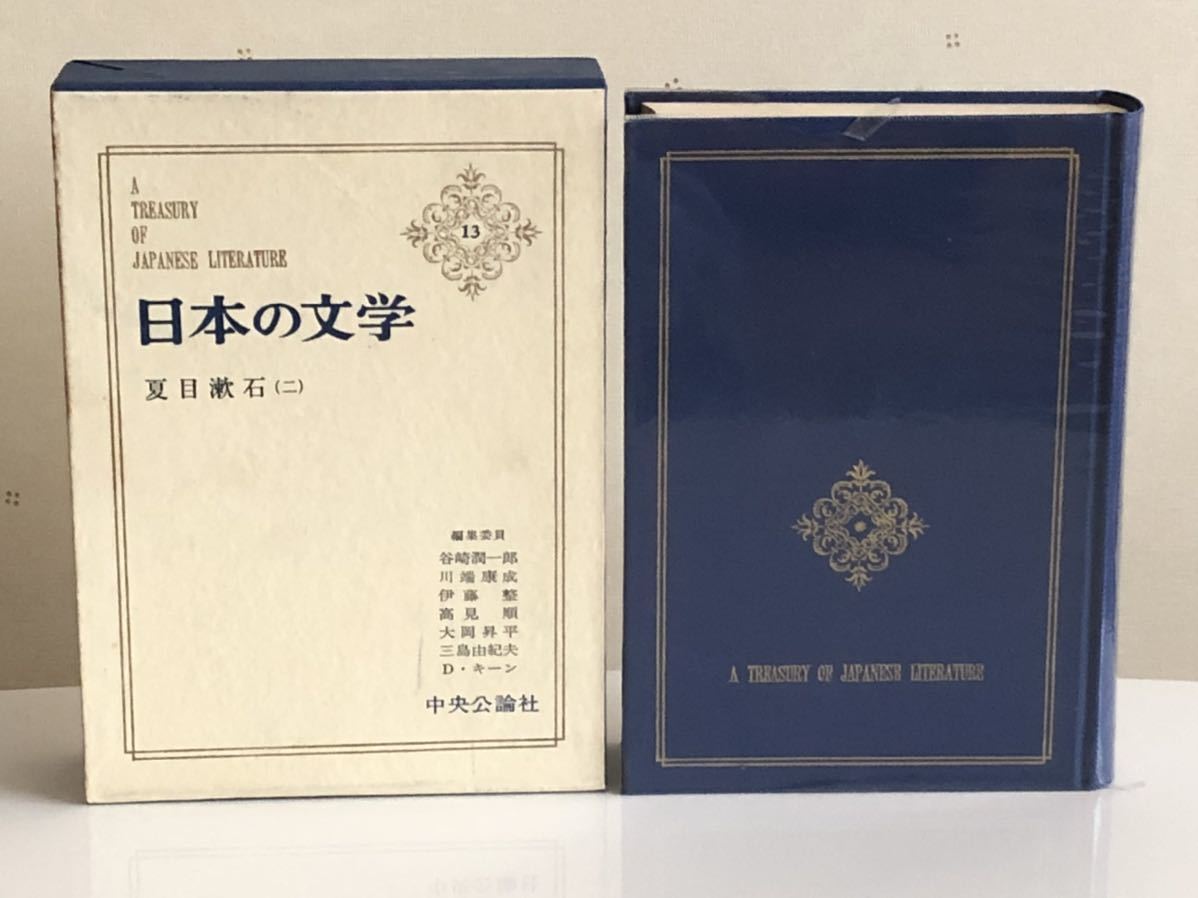 A
TREASURY
OF
JAPANESE LITERATURE
13
日本の文学
夏目漱石(二)
編集委員
谷崎潤一郎
川端康成
伊藤整
高見順
大岡昇平
三島由紀夫
D・キーン
中央公論社
A TREASURY OF JAPANESE LITERATURE